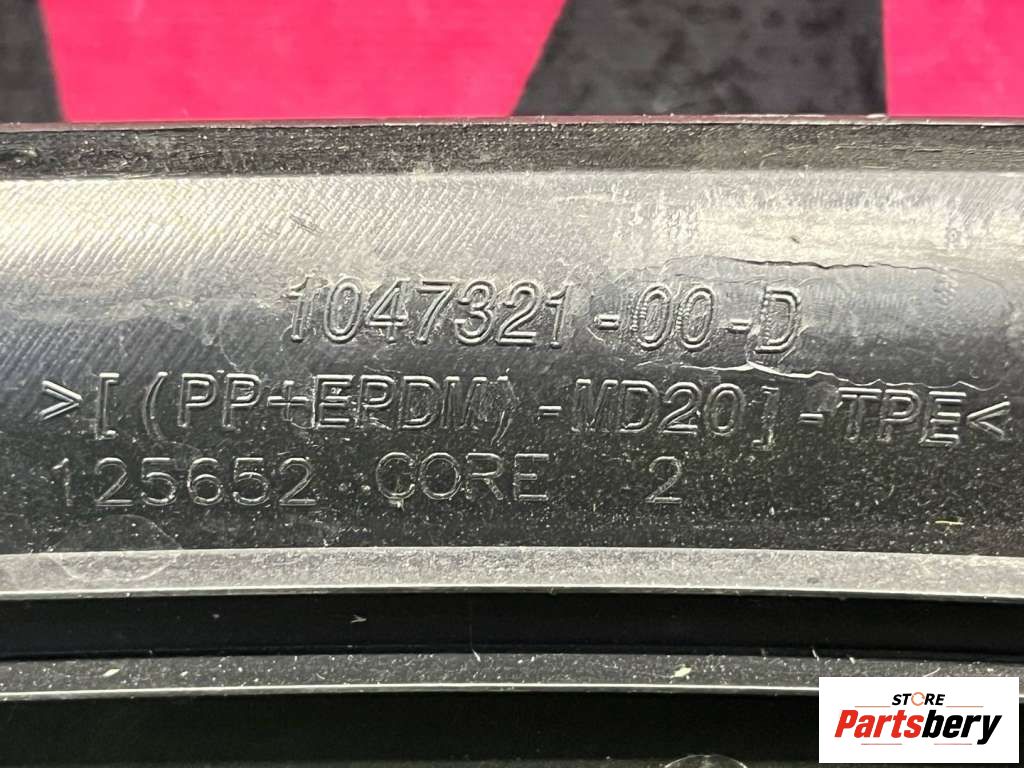 1047321-00-D
>[(PP+EPDM)-MD20]-TPE<
125652 CORE 2
STORE
Partsbery